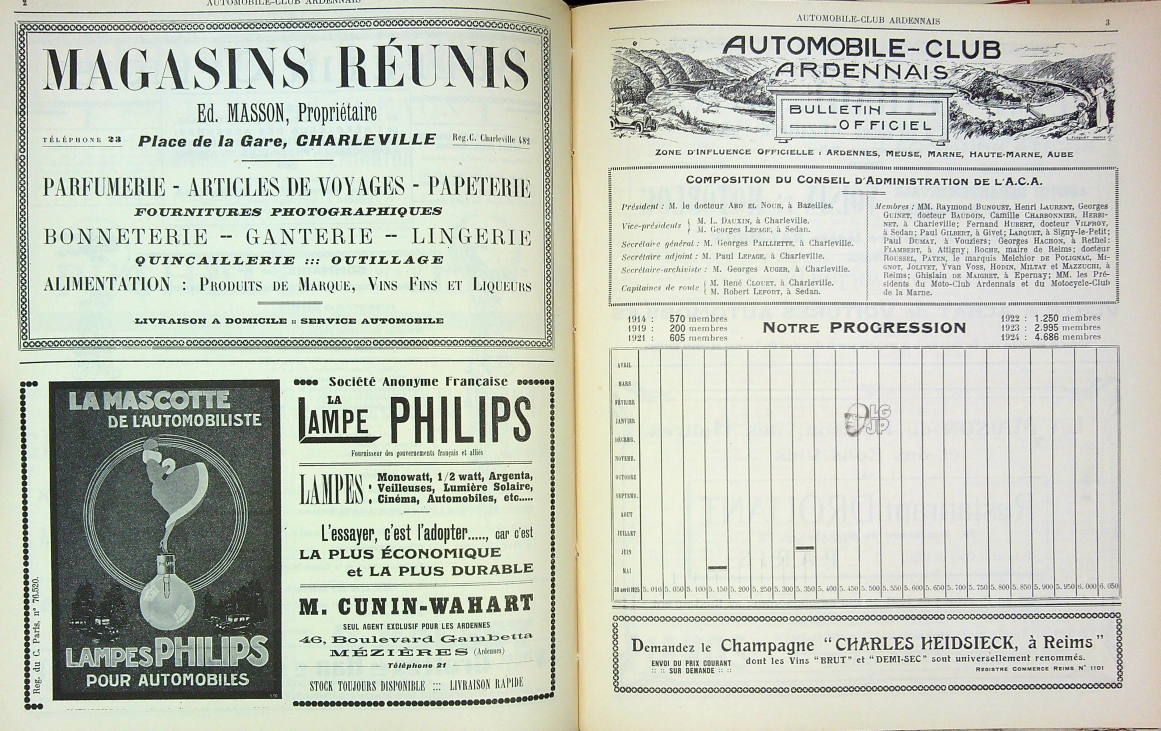 2
AUTOMOBILE-CLUB ARDENNAIS
MAGASINS RÉUNIS
Ed. MASSON, Propriétaire
TÉLÉPHONE 23 Place de la Gare, CHARLEVILLE Reg.C. Charleville 482
PARFUMERIE - ARTICLES DE VOYAGES - PAPETERIE
FOURNITURES PHOTOGRAPHIQUES
BONNETERIE -- GANTERIE -- LINGERIE
QUINCAILLERIE ::: OUTILLAGE
ALIMENTATION : PRODUITS DE MARQUE, VINS FINS ET LIQUEURS
LIVRAISON A DOMICILE :: SERVICE AUTOMOBILE
Reg. du C. Paris, n° 76.520.
LA MASCOTTE
DE L'AUTOMOBILISTE
LAMPES PHILIPS
POUR AUTOMOBILES
Société Anonyme Française
LA LAMPE PHILIPS
Fournisseur des gouvernements français et alliés
LAMPES : Monowatt, 1/2 watt, Argenta,
Veilleuses, Lumière Solaire,
Cinéma, Automobiles, etc.....
L'essayer, c'est l'adopter....., car c'est
LA PLUS ÉCONOMIQUE
et LA PLUS DURABLE
M. CUNIN-WAHART
SEUL AGENT EXCLUSIF POUR LES ARDENNES
46, Boulevard Gambetta
MÉZIÈRES (Ardennes)
Téléphone 21
STOCK TOUJOURS DISPONIBLE ::: LIVRAISON RAPIDE
AUTOMOBILE-CLUB ARDENNAIS
3
AUTOMOBILE-CLUB
ARDENNAIS
BULLETIN
OFFICIEL
ZONE D'INFLUENCE OFFICIELLE : ARDENNES, MEUSE, MARNE, HAUTE-MARNE, AUBE
COMPOSITION DU CONSEIL D'ADMINISTRATION DE L'A.C.A.
Président : M. le docteur ABD EL NOUR, à Bazeilles.
Vice-présidents { M. L. DAUXIN, à Charleville.
M. Georges LEPAGE, à Sedan.
Secrétaire général : M. Georges PAILLIETTE, à Charleville.
Secrétaire adjoint : M. Paul LEPAGE, à Charleville.
Secrétaire-archiviste : M. Georges AUGER, à Charleville.
Capitaines de route { M. René CLOUET, à Charleville.
M. Robert LEFORT, à Sedan.
Membres : MM. Raymond BUNOUST, Henri LAURENT, Georges
GUINET, docteur BAUDOIN, Camille CHARBONNIER, HERBI-
NET, à Charleville; Fernand HUBERT, docteur VILFROY,
à Sedan; Paul GILBERT, à Givet; LARQUET, à Signy-le-Petit;
Paul DUMAY, à Vouziers; Georges HACHON, à Rethel;
FLAMBERT, à Attigny; ROCHE, maire de Reims; docteur
ROUSSEL, PATEN, le marquis Melchior DE POLIGNAC, MI-
GNOT, JOLIVET, Yvan VOSS, HODIN, MILTAT et MAZZUCHI, à
Reims; Ghislain DE MAIGRET, à Epernay; MM. les Pré-
sidents du Moto-Club Ardennais et du Motocycle-Club
de la Marne.
1914 : 570 membres
1919 : 200 membres
1921 : 605 membres
NOTRE PROGRESSION
1922 : 1.250 membres
1923 : 2.995 membres
1924 : 4.686 membres
AVRIL
MARS
FÉVRIER
JANVIER
DÉCEMB.
NOVEMB.
OCTOBRE
SEPTEMB.
AOUT
JUILLET
JUIN
MAI
30 avril 1925 5.016 5.050 5.100 5.150 5.200 5.250 5.300 5.350 5.400 5.450 5.500 5.550 5.600 5.650 5.700 5.750 5.800 5.850 5.900 5.950 6.000 6.050
LG
JP
Demandez le Champagne "CHARLES HEIDSIECK, à Reims"
ENVOI DU PRIX COURANT
:: :: SUR DEMANDE :: ::
dont les Vins "BRUT" et "DEMI-SEC" sont universellement renommés.
REGISTRE COMMERCE REIMS N° 1101